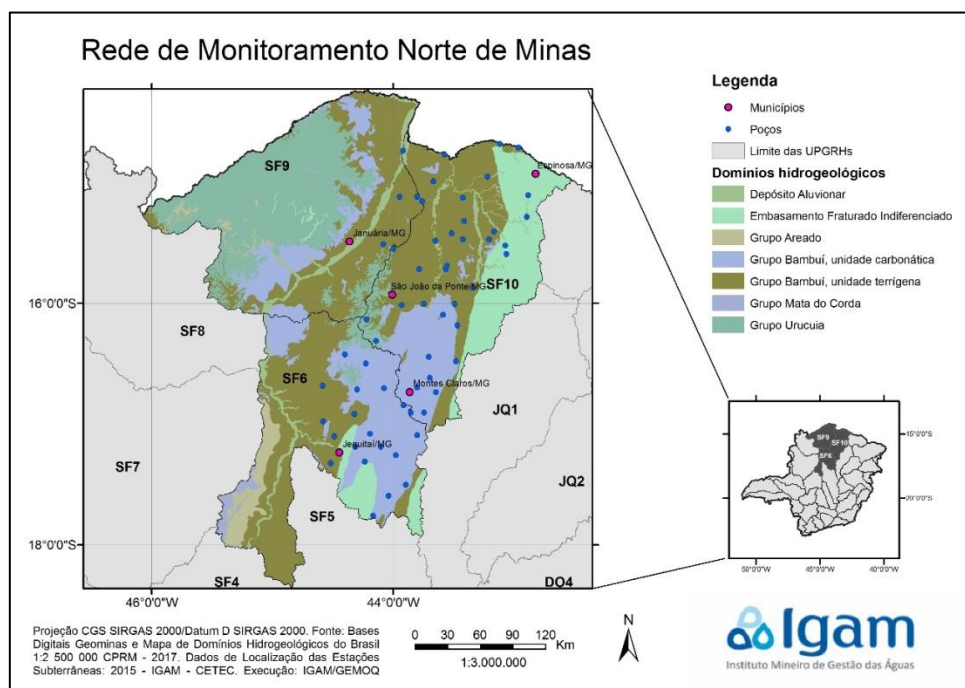 Rede de Monitoramento Norte de Minas
Legenda
Municípios
Poços
Limite das UPGRHs
Domínios hidrogeológicos
Depósito Aluvionar
Embasamento Fraturado Indiferenciado
Grupo Areado
Grupo Bambuí, unidade carbonática
Grupo Bambuí, unidade terrígena
Grupo Mata do Corda
Grupo Urucuia
SF9
Espinosa/MG
Januária/MG
São João da Ponte/MG
SF10
16°0'0"S
SF8
SF6
Montes Claros/MG
JQ1
Jequitaí/MG
SF7
JQ2
SF5
18°0'0"S
SF4
DO4
46°0'0"W
44°0'0"W
SF9
SF10
SF6
15°0'0"S
20°0'0"S
50°0'0"W
45°0'0"W
40°0'0"W
Projeção CGS SIRGAS 2000/Datum D SIRGAS 2000. Fonte: Bases
Digitais Geominas e Mapa de Domínios Hidrogeológicos do Brasil
1:2 500 000 CPRM - 2017. Dados de Localização das Estações
Subterrâneas: 2015 - IGAM - CETEC. Execução: IGAM/GEMOQ
0 30 60 90 120
Km
1:3.000.000
N
Igam
Instituto Mineiro de Gestão das Águas